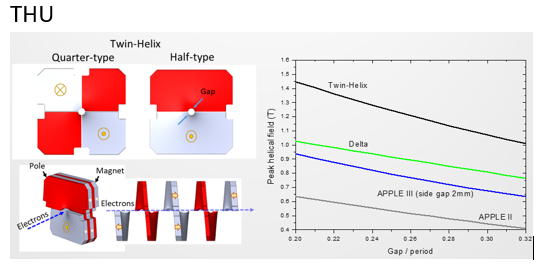 THU
Twin-Helix
Quarter-type
Half-type
Gap
Pole
Magnet
Electrons
Electrons
Peak helical field (T)
1.6
1.5
1.4
1.3
1.2
1.1
1.0
0.9
0.8
0.7
0.6
0.5
0.4
Twin-Helix
Delta
APPLE III (side gap 2mm)
APPLE II
0.20
0.22
0.24
0.26
0.28
0.30
0.32
Gap / period